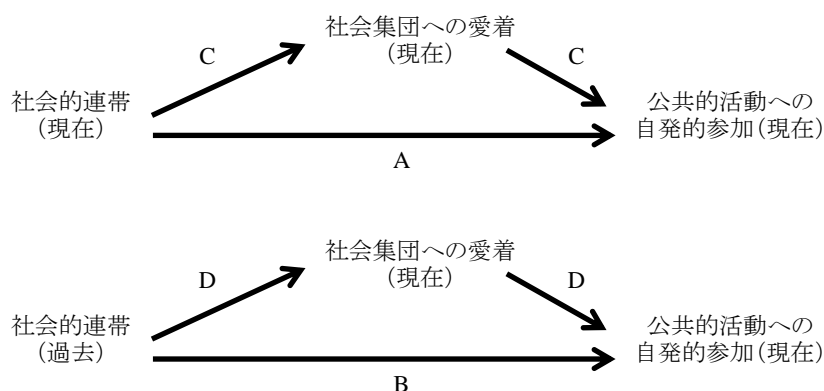 社会集団への愛着
(現在)
C
C
社会的連帯
(現在)
公共的活動への
自発的参加(現在)
A
社会集団への愛着
(現在)
D
D
社会的連帯
(過去)
公共的活動への
自発的参加(現在)
B